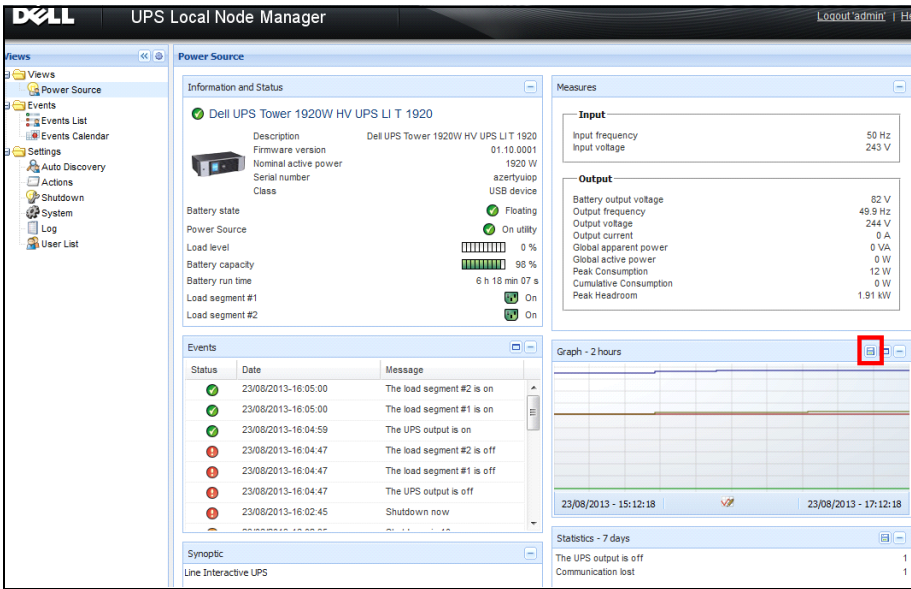 DELL UPS Local Node Manager
Logout 'admin' | He
Views
Power Source
Views
Power Source
Events
Events List
Events Calendar
Settings
Auto Discovery
Actions
Shutdown
System
Log
User List
Information and Status
Dell UPS Tower 1920W HV UPS LI T 1920
Description Dell UPS Tower 1920W HV UPS LI T 1920
Firmware version 01.10.0001
Nominal active power 1920 W
Serial number azertyuiop
Class USB device
Battery state Floating
Power Source On utility
Load level 0 %
Battery capacity 98 %
Battery run time 6 h 18 min 07 s
Load segment #1 On
Load segment #2 On
Measures
Input
Input frequency 50 Hz
Input voltage 243 V
Output
Battery output voltage 82 V
Output frequency 49.9 Hz
Output voltage 244 V
Output current 0 A
Global apparent power 0 VA
Global active power 0 W
Peak Consumption 12 W
Cumulative Consumption 0 W
Peak Headroom 1.91 kW
Events
Status Date Message
23/08/2013-16:05:00 The load segment #2 is on
23/08/2013-16:05:00 The load segment #1 is on
23/08/2013-16:04:59 The UPS output is on
23/08/2013-16:04:47 The load segment #2 is off
23/08/2013-16:04:47 The load segment #1 is off
23/08/2013-16:04:47 The UPS output is off
23/08/2013-16:02:45 Shutdown now
Graph - 2 hours
23/08/2013 - 15:12:18 23/08/2013 - 17:12:18
Synoptic
Line Interactive UPS
Statistics - 7 days
The UPS output is off 1
Communication lost 1